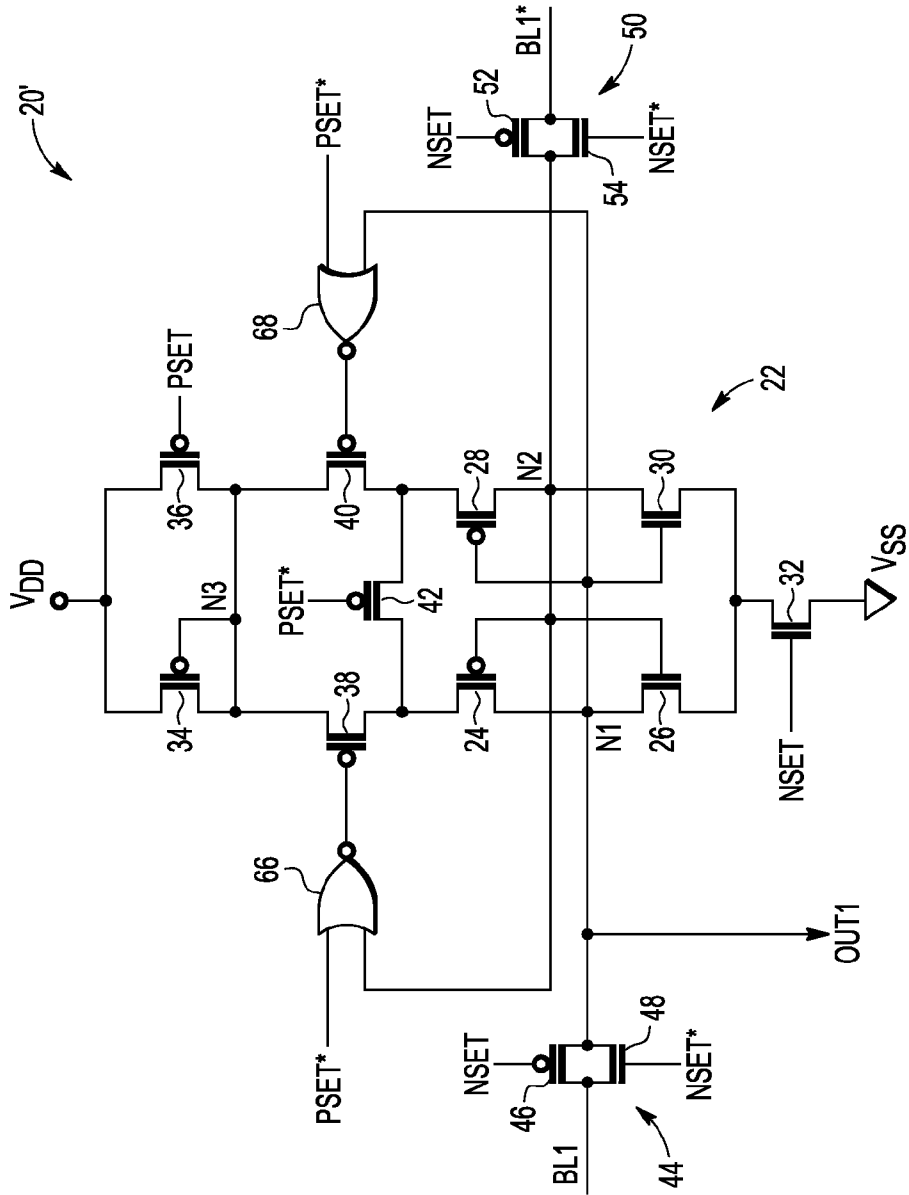 20'
VDD
36
PSET
34
N3
PSET*
68
40
PSET*
42
38
66
PSET*
28
24
N2
N1
30
26
22
NSET
32
VSS
NSET
52
BL1*
50
54
NSET*
NSET
46
48
NSET*
BL1
44
OUT1